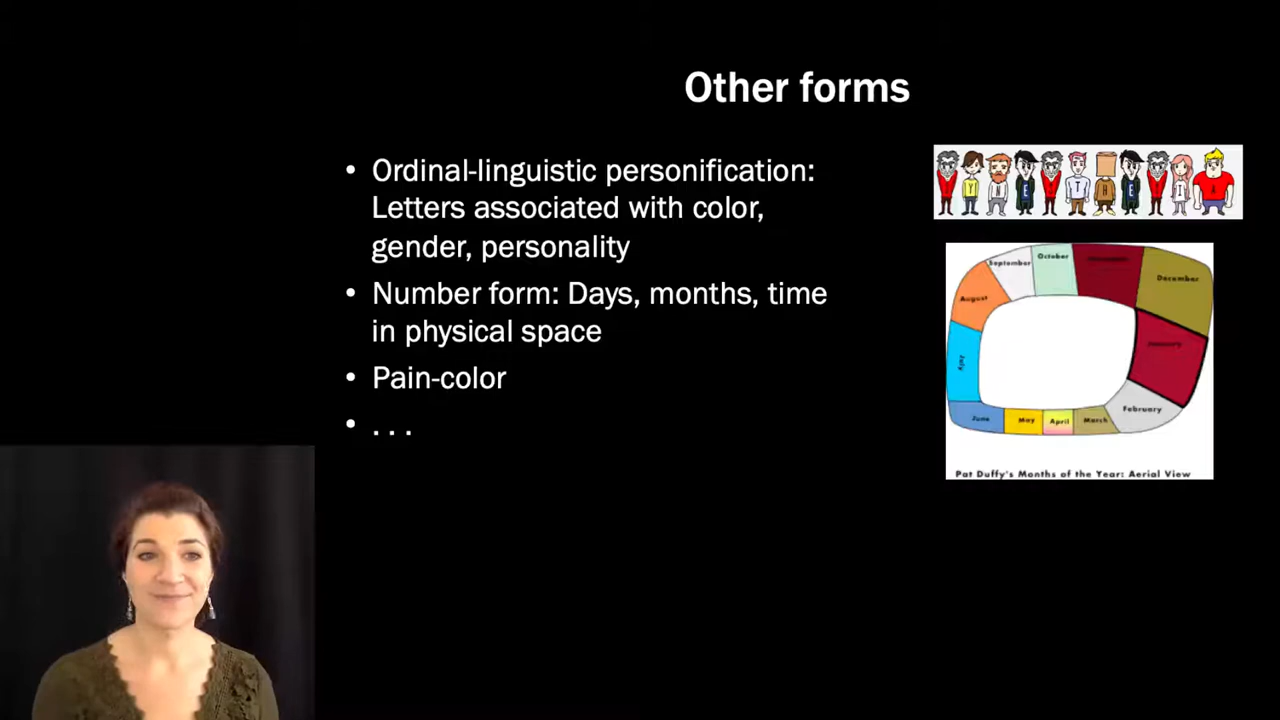 Other forms
• Ordinal-linguistic personification:
Letters associated with color,
gender, personality
• Number form: Days, months, time
in physical space
• Pain-color
• . . .
Y N E T H E I A
September October December
August
January
July
February
June May April March
Pat Duffy's Months of the Year: Aerial View